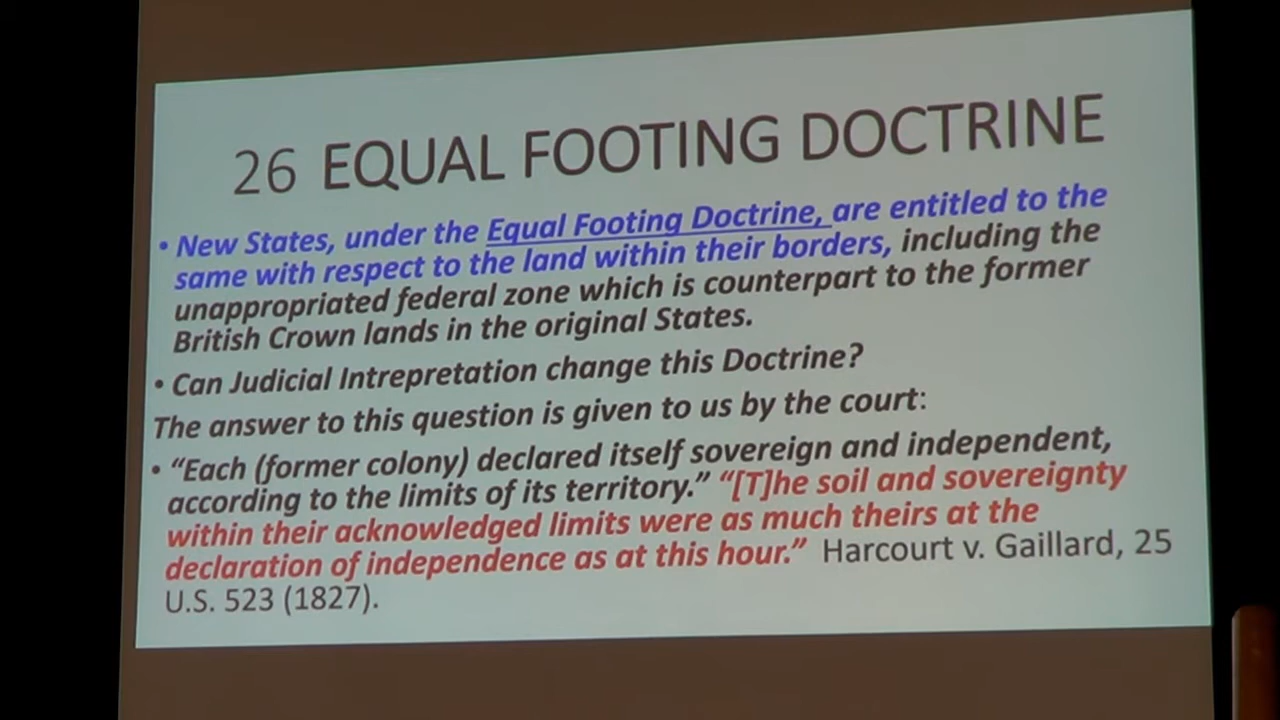 26 EQUAL FOOTING DOCTRINE
• New States, under the Equal Footing Doctrine, are entitled to the
same with respect to the land within their borders, including the
unappropriated federal zone which is counterpart to the former
British Crown lands in the original States.
• Can Judicial Intrepretation change this Doctrine?
The answer to this question is given to us by the court:
• “Each (former colony) declared itself sovereign and independent,
according to the limits of its territory.” “[T]he soil and sovereignty
within their acknowledged limits were as much theirs at the
declaration of independence as at this hour.” Harcourt v. Gaillard, 25
U.S. 523 (1827).